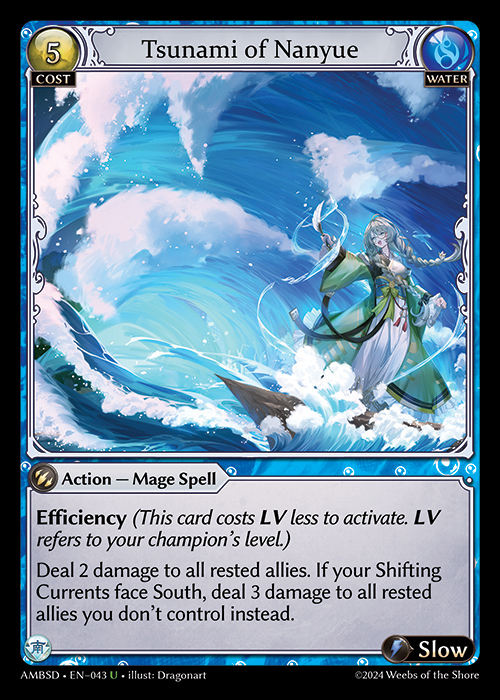 5
COST
Tsunami of Nanyue
WATER
Action — Mage Spell
Efficiency (This card costs LV less to activate. LV
refers to your champion's level.)
Deal 2 damage to all rested allies. If your Shifting
Currents face South, deal 3 damage to all rested
allies you don't control instead.
南
Slow
AMBSD • EN-043 U • illust: Dragonart
©2024 Weebs of the Shore